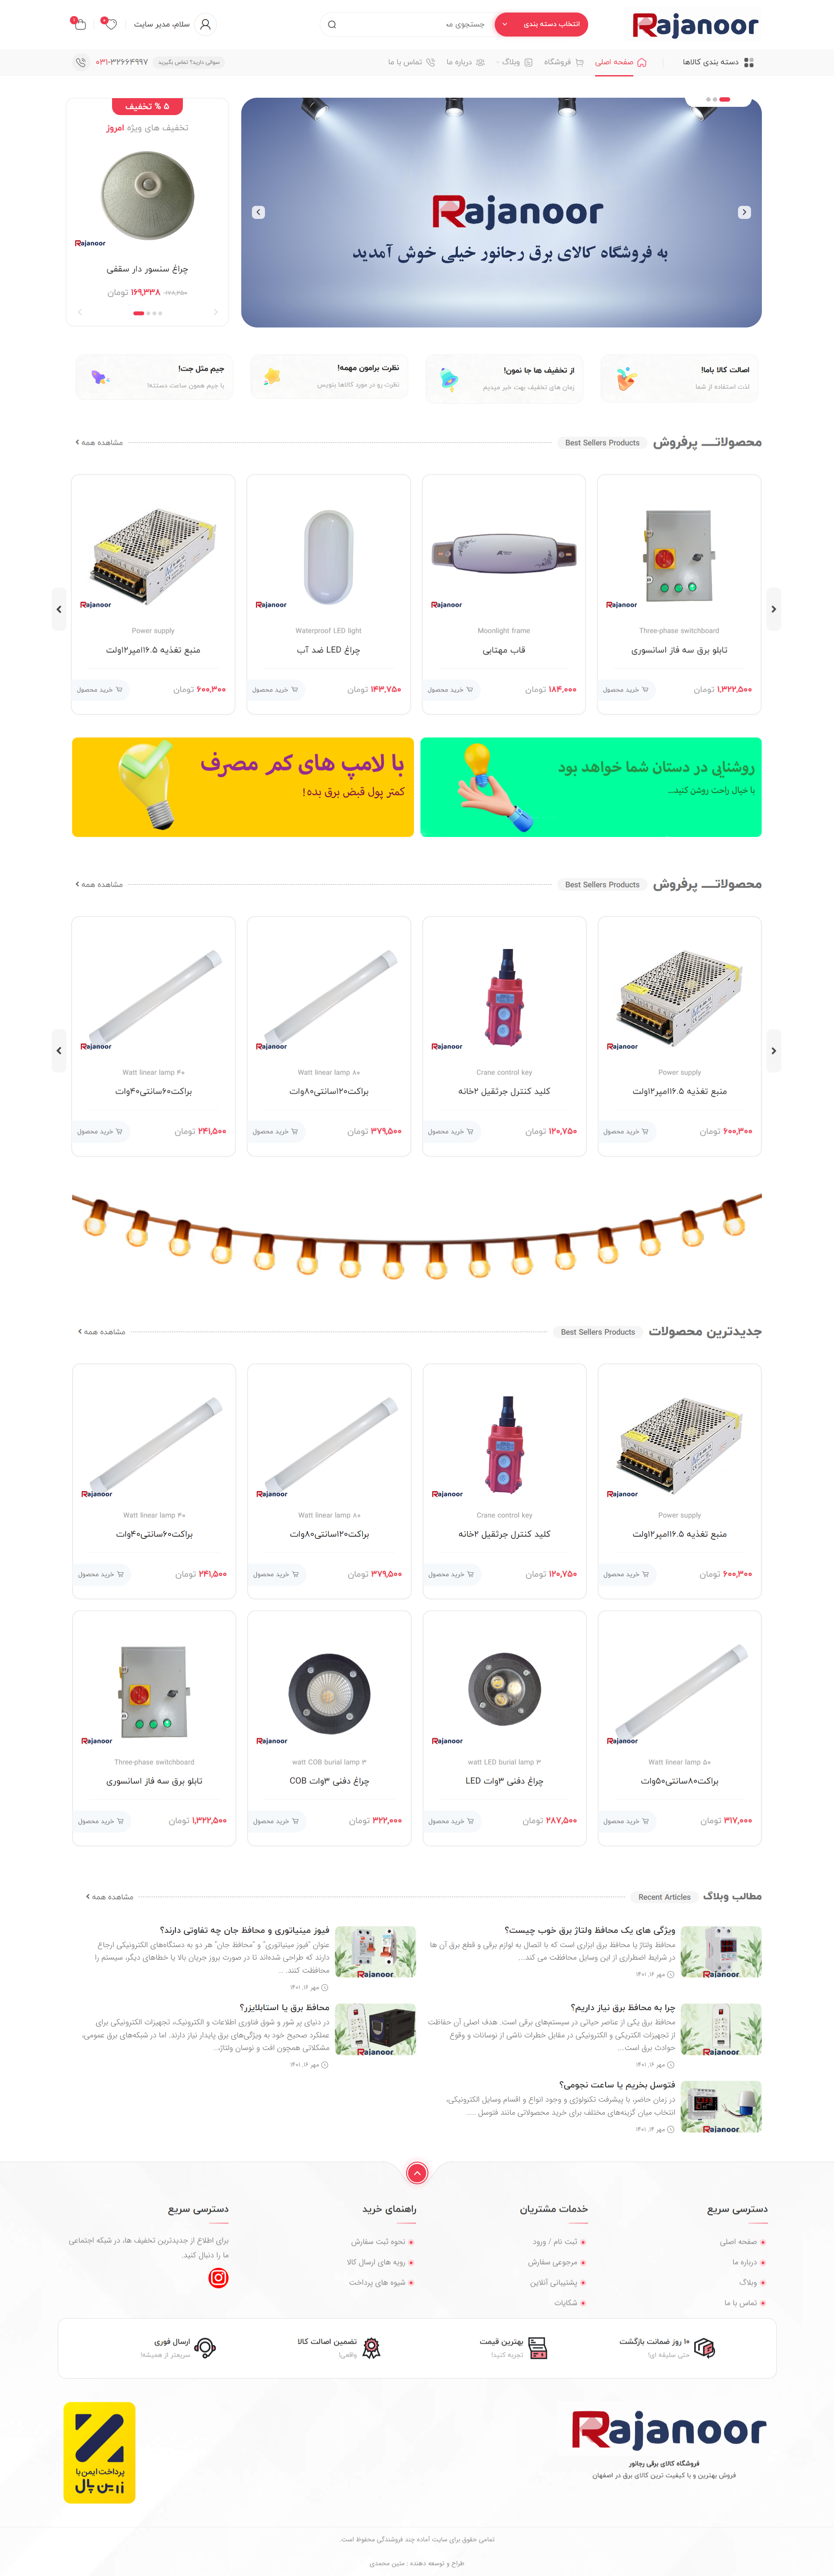 Rajanoor
انتخاب دسته بندی
جستجوی مه
سلام، مدیر سایت
دسته بندی کالاها
صفحه اصلی
فروشگاه
وبلاگ
درباره ما
تماس با ما
سوالی دارید؟ تماس بگیرید
۰۳۱-۳۲۶۶۴۹۹۷
Rajanoor
به فروشگاه کالای برقی رجانور خیلی خوش آمدید
۵ % تخفیف
تخفیف های ویژه امروز
Rajanoor
چراغ سنسور دار سقفی
۱۷۸,۲۵۰ ۱۶۹,۳۳۸ تومان
اصالت کالا باما!
لذت استفاده از شما
از تخفیف ها جا نمون!
زمان های تخفیف بهت خبر میدیم
نظرت برامون مهمه!
نظرت رو در مورد کالاها بنویس
جیم مثل جت!
با جیم همون ساعت دستته!
محصولاتــــ پرفروش
Best Sellers Products
مشاهده همه
Rajanoor
Three-phase switchboard
تابلو برق سه فاز آسانسوری
۱,۳۲۲,۵۰۰ تومان
خرید محصول
Rajanoor
Moonlight frame
قاب مهتابی
۱۸۴,۰۰۰ تومان
خرید محصول
Rajanoor
Waterproof LED light
چراغ LED ضد آب
۱۴۳,۷۵۰ تومان
خرید محصول
Rajanoor
Power supply
منبع تغذیه ۱۶.۵امپر۱۲ولت
۶۰۰,۳۰۰ تومان
خرید محصول
روشنایی در دستان شما خواهد بود
با خیال راحت روشن کنید...
با لامپ های کم مصرف
کمتر پول قبض برق بده!
محصولاتــــ پرفروش
Best Sellers Products
مشاهده همه
Rajanoor
Power supply
منبع تغذیه ۱۶.۵امپر۱۲ولت
۶۰۰,۳۰۰ تومان
خرید محصول
Rajanoor
Crane control key
کلید کنترل جرثقیل ۲خانه
۱۲۰,۷۵۰ تومان
خرید محصول
Rajanoor
Watt linear lamp ۸۰
براکت۱۲۰سانتی۸۰وات
۳۷۹,۵۰۰ تومان
خرید محصول
Rajanoor
Watt linear lamp ۴۰
براکت۶۰سانتی۴۰وات
۲۴۱,۵۰۰ تومان
خرید محصول
جدیدترین محصولات
Best Sellers Products
مشاهده همه
Rajanoor
Power supply
منبع تغذیه ۱۶.۵امپر۱۲ولت
۶۰۰,۳۰۰ تومان
خرید محصول
Rajanoor
Crane control key
کلید کنترل جرثقیل ۲خانه
۱۲۰,۷۵۰ تومان
خرید محصول
Rajanoor
Watt linear lamp ۸۰
براکت۱۲۰سانتی۸۰وات
۳۷۹,۵۰۰ تومان
خرید محصول
Rajanoor
Watt linear lamp ۴۰
براکت۶۰سانتی۴۰وات
۲۴۱,۵۰۰ تومان
خرید محصول
Rajanoor
Watt linear lamp ۵۰
براکت۸۰سانتی۵۰وات
۳۱۷,۰۰۰ تومان
خرید محصول
Rajanoor
watt LED burial lamp ۳
چراغ دفنی ۳وات LED
۲۸۷,۵۰۰ تومان
خرید محصول
Rajanoor
watt COB burial lamp ۳
چراغ دفنی ۳وات COB
۳۲۲,۰۰۰ تومان
خرید محصول
Rajanoor
Three-phase switchboard
تابلو برق سه فاز آسانسوری
۱,۳۲۲,۵۰۰ تومان
خرید محصول
مطالب وبلاگ
Recent Articles
مشاهده همه
Rajanoor
ویژگی های یک محافظ ولتاژ برق خوب چیست؟
محافظ ولتاژ یا محافظ برق ابزاری است که با اتصال به لوازم برقی و قطع برق آن ها
در شرایط اضطراری از این وسایل محافظت می کند....
مهر ۱۶, ۱۴۰۱
Rajanoor
فیوز مینیاتوری و محافظ جان چه تفاوتی دارند؟
عنوان "فیوز مینیاتوری" و "محافظ جان" هر دو به دستگاه‌های الکترونیکی ارجاع
دارند که طراحی شده‌اند تا در صورت بروز جریان بالا یا خطاهای دیگر، سیستم را
محافظت کنند. ...
مهر ۱۶, ۱۴۰۱
Rajanoor
چرا به محافظ برق نیاز داریم؟
محافظ برق یکی از عناصر حیاتی در سیستم‌های برقی است. هدف اصلی آن حفاظت
از تجهیزات الکتریکی و الکترونیکی در مقابل خطرات ناشی از نوسانات و وقوع
حوادث برق است....
مهر ۱۶, ۱۴۰۱
Rajanoor
محافظ برق یا استابلایزر؟
در دنیای پر شور و شوق فناوری اطلاعات و الکترونیک، تجهیزات الکترونیکی برای
عملکرد صحیح خود به ویژگی‌های برق پایدار نیاز دارند. اما در شبکه‌های برق عمومی،
مشکلاتی همچون افت و نوسان ولتاژ،...
مهر ۱۶, ۱۴۰۱
Rajanoor
فتوسل بخریم یا ساعت نجومی؟
در زمان حاضر، با پیشرفت تکنولوژی و وجود انواع و اقسام وسایل الکترونیکی،
انتخاب میان گزینه‌های مختلف برای خرید محصولاتی مانند فتوسل ....
مهر ۱۴, ۱۴۰۱
دسترسی سریع
صفحه اصلی
درباره ما
وبلاگ
تماس با ما
خدمات مشتریان
ثبت نام / ورود
مرجوعی سفارش
پشتیبانی آنلاین
شکایات
راهنمای خرید
نحوه ثبت سفارش
رویه های ارسال کالا
شیوه های پرداخت
دسترسی سریع
برای اطلاع از جدیدترین تخفیف ها، در شبکه اجتماعی
ما را دنبال کنید.
۱۰ روز ضمانت بازگشت
حتی سلیقه ای!
بهترین قیمت
تجربه کنید!
تضمین اصالت کالا
واقعی!
ارسال فوری
سریعتر از همیشه!
Rajanoor
فروشگاه کالای برقی رجانور
فروش بهترین و با کیفیت ترین کالای برق در اصفهان
پرداخت ایمن با
زرین پال
تمامی حقوق برای سایت آماده چند فروشندگی محفوظ است.
طراح و توسعه دهنده : متین محمدی